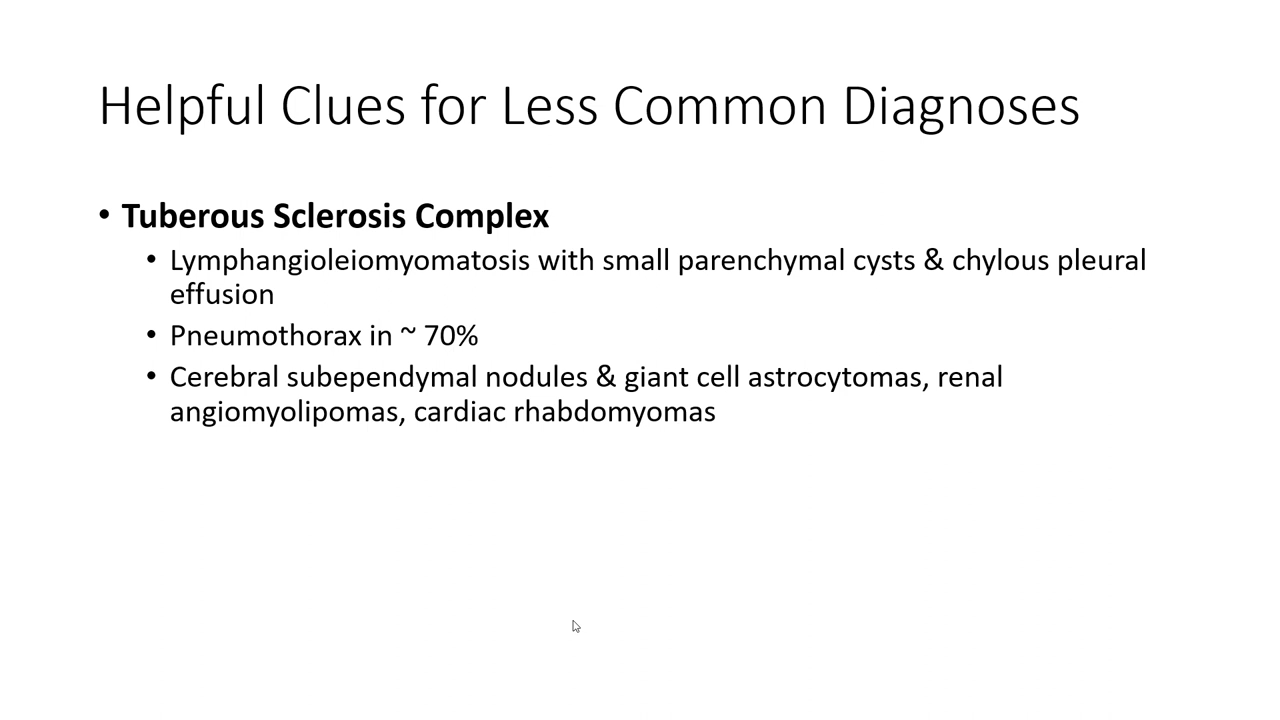 Helpful Clues for Less Common Diagnoses
• Tuberous Sclerosis Complex
• Lymphangioleiomyomatosis with small parenchymal cysts & chylous pleural
effusion
• Pneumothorax in ~ 70%
• Cerebral subependymal nodules & giant cell astrocytomas, renal
angiomyolipomas, cardiac rhabdomyomas